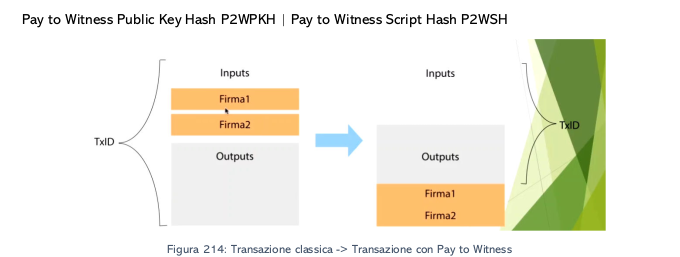 Pay to Witness Public Key Hash P2WPKH | Pay to Witness Script Hash P2WSH
Inputs
Firma1
Firma2
TxID
Outputs
Inputs
TxID
Outputs
Firma1
Firma2
Figura 214: Transazione classica -> Transazione con Pay to Witness